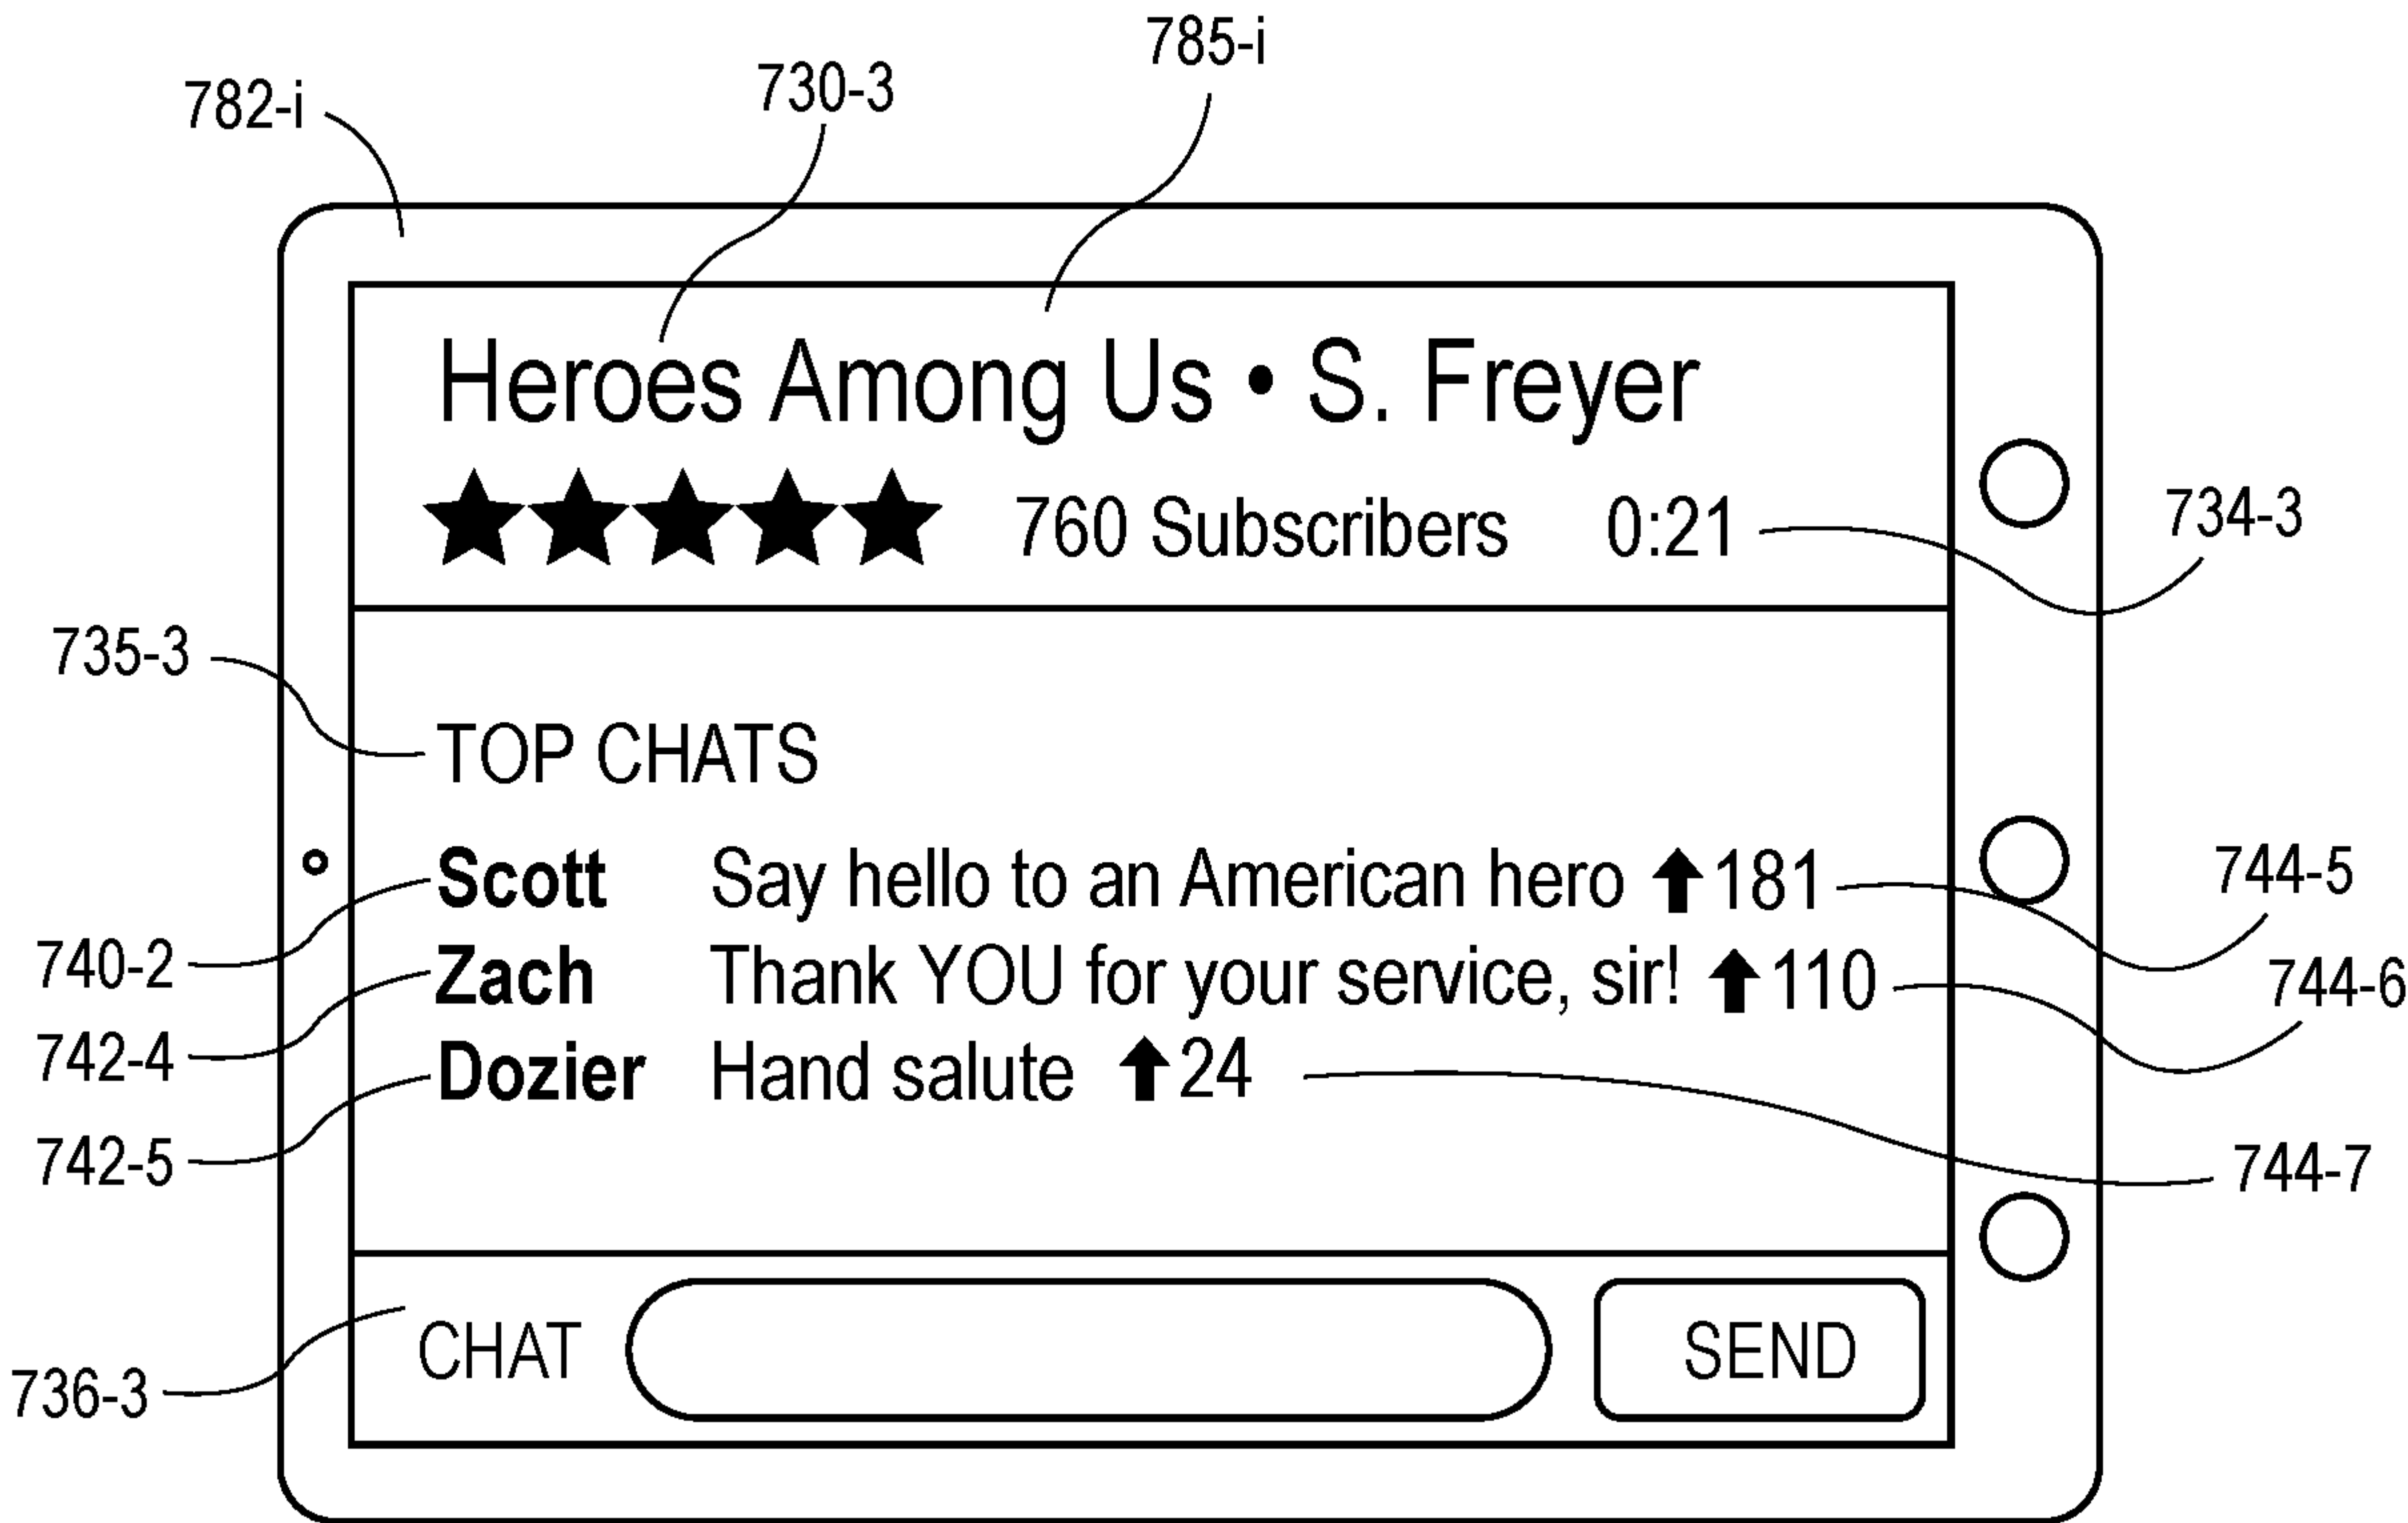 785-i
730-3
782-i
Heroes Among Us • S. Freyer
760 Subscribers 0:21
734-3
735-3
TOP CHATS
Scott Say hello to an American hero ⬆181
744-5
740-2
Zach Thank YOU for your service, sir! ⬆110
744-6
742-4
Dozier Hand salute ⬆24
742-5
744-7
CHAT
SEND
736-3